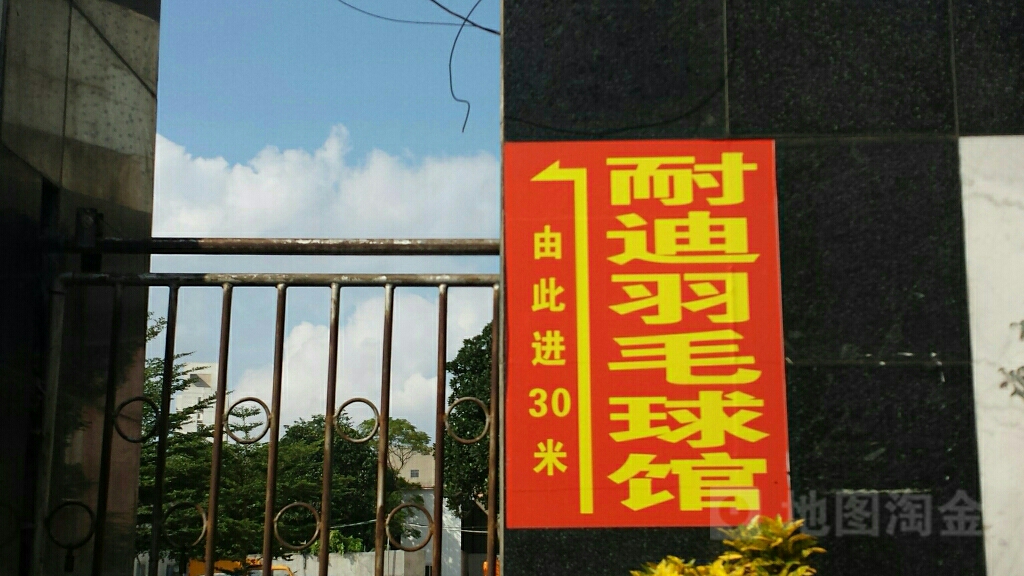 耐迪羽毛球馆
由此进30米
地图淘金